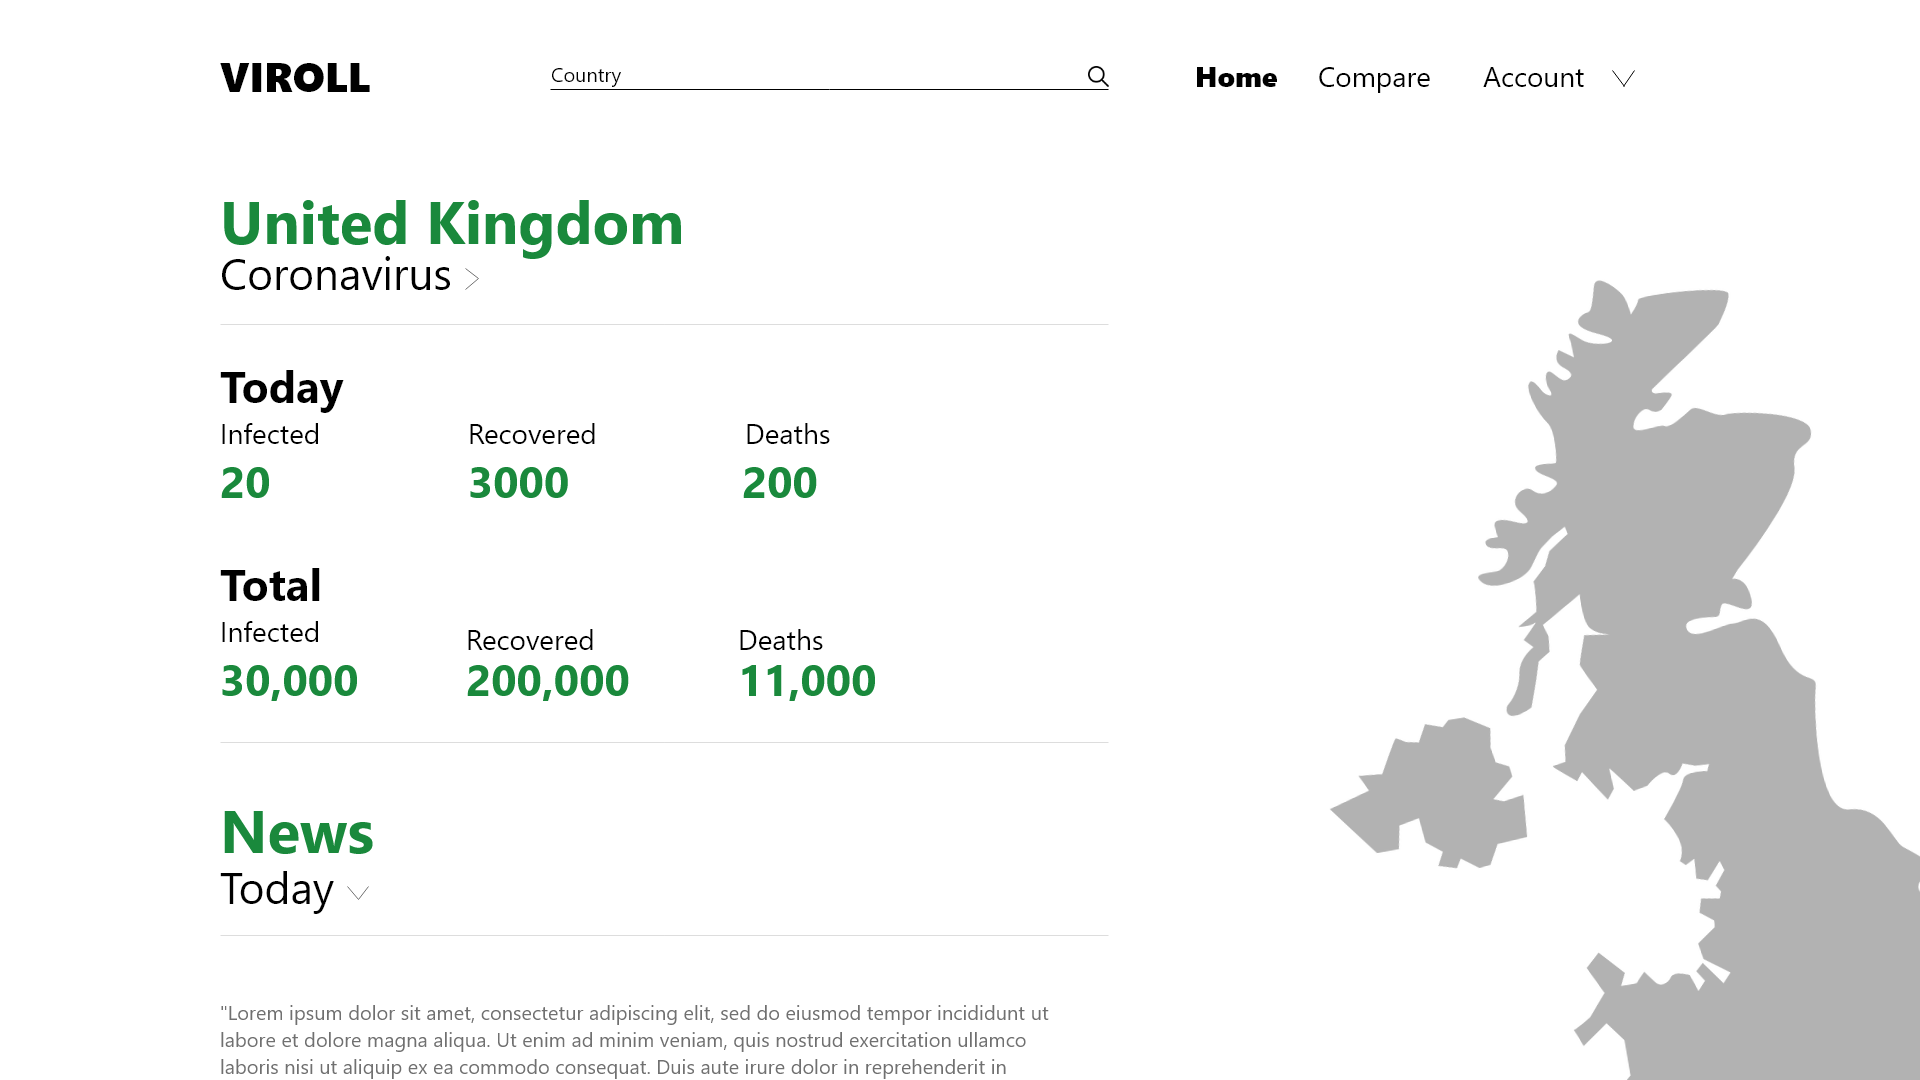 VIROLL
Country
Home Compare Account
United Kingdom
Coronavirus
Today
Infected Recovered Deaths
20 3000 200
Total
Infected Recovered Deaths
30,000 200,000 11,000
News
Today
"Lorem ipsum dolor sit amet, consectetur adipiscing elit, sed do eiusmod tempor incididunt ut
labore et dolore magna aliqua. Ut enim ad minim veniam, quis nostrud exercitation ullamco
laboris nisi ut aliquip ex ea commodo consequat. Duis aute irure dolor in reprehenderit in